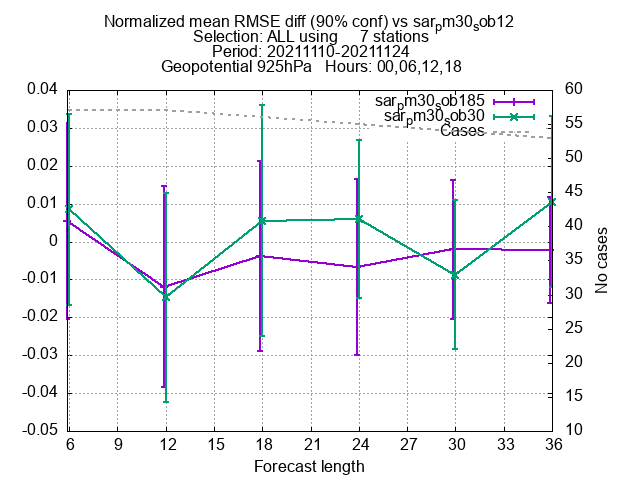 Normalized mean RMSE diff (90% conf) vs sarpm30sob12
Selection: ALL using 7 stations
Period: 20211110-20211124
Geopotential 925hPa Hours: 00,06,12,18
sarpm30sob185
sarpm30sob30
Cases
0.04
0.03
0.02
0.01
0
-0.01
-0.02
-0.03
-0.04
-0.05
60
55
50
45
40
35
30
25
20
15
10
No cases
6 9 12 15 18 21 24 27 30 33 36
Forecast length